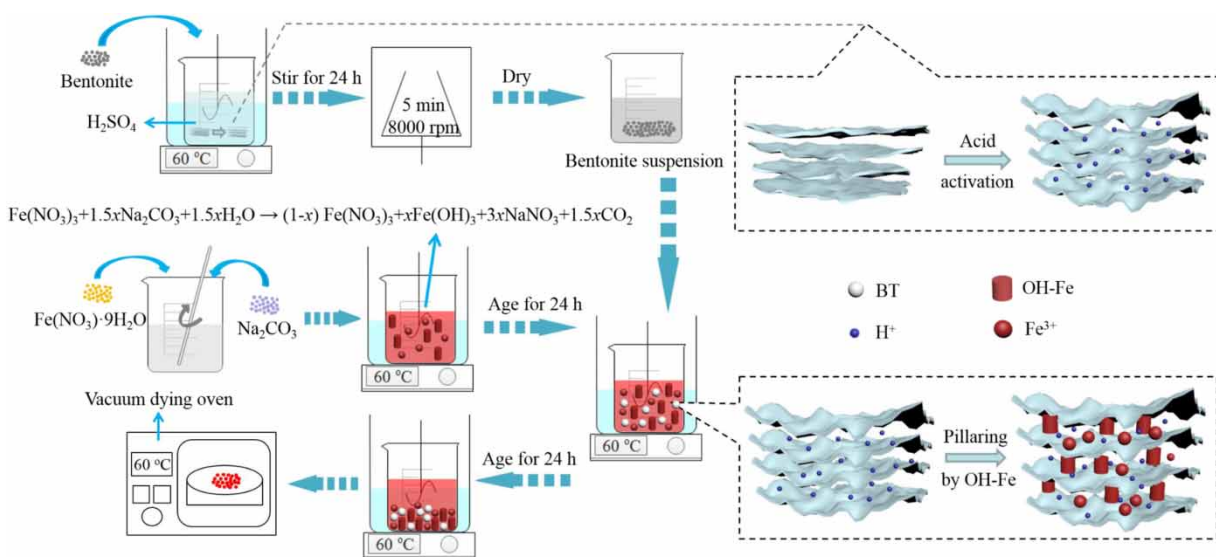 Bentonite
H₂SO₄
60 °C
Stir for 24 h
5 min
8000 rpm
Dry
Bentonite suspension
Acid
activation
Fe(NO₃)₃+1.5xNa₂CO₃+1.5xH₂O → (1-x) Fe(NO₃)₃+xFe(OH)₃+3xNaNO₃+1.5xCO₂
Fe(NO₃)·9H₂O
Na₂CO₃
60 °C
Age for 24 h
60 °C
BT
OH-Fe
H⁺
Fe³⁺
Vacuum dying oven
60 °C
60 °C
Age for 24 h
Pillaring
by OH-Fe